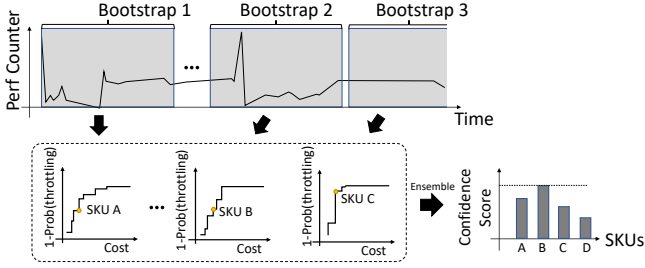 Bootstrap 1
Bootstrap 2
Bootstrap 3
Perf Counter
...
Time
1-Prob(throttling)
SKU A
Cost
...
1-Prob(throttling)
SKU B
Cost
1-Prob(throttling)
SKU C
Cost
Ensemble
Confidence
Score
A B C D
SKUs